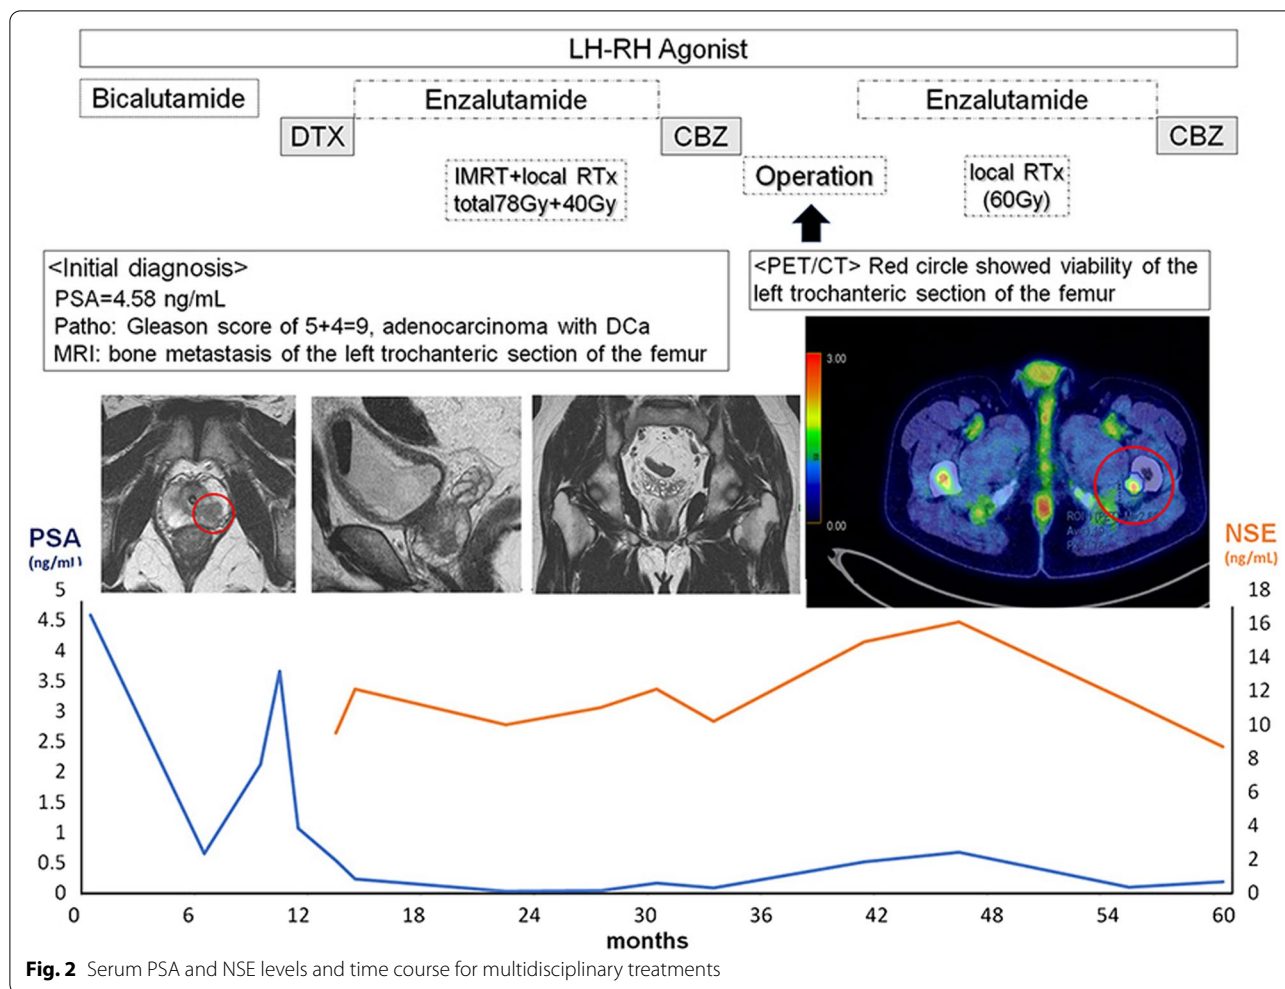 LH-RH Agonist
Bicalutamide
Enzalutamide
Enzalutamide
DTX
CBZ
CBZ
IMRT+local RTx
total78Gy+40Gy
Operation
local RTx
(60Gy)
<Initial diagnosis>
PSA=4.58 ng/mL
Patho: Gleason score of 5+4=9, adenocarcinoma with DCa
MRI: bone metastasis of the left trochanteric section of the femur
<PET/CT> Red circle showed viability of the
left trochanteric section of the femur
3.00
0.00
PSA
(ng/mL)
NSE
(ng/mL)
5
4.5
4
3.5
3
2.5
2
1.5
1
0.5
0
18
16
14
12
10
8
6
4
2
0
0 6 12 18 24 30 36 42 48 54 60
months
Fig. 2 Serum PSA and NSE levels and time course for multidisciplinary treatments